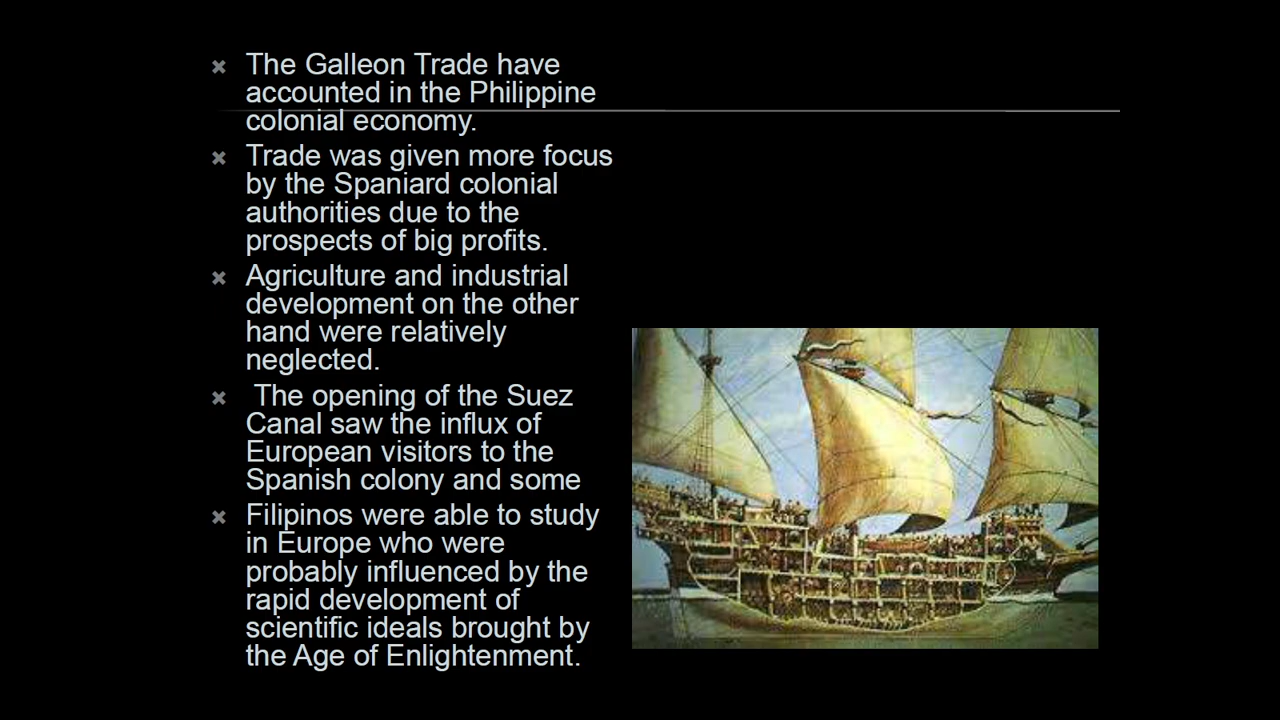 The Galleon Trade have
accounted in the Philippine
colonial economy.
Trade was given more focus
by the Spaniard colonial
authorities due to the
prospects of big profits.
Agriculture and industrial
development on the other
hand were relatively
neglected.
The opening of the Suez
Canal saw the influx of
European visitors to the
Spanish colony and some
Filipinos were able to study
in Europe who were
probably influenced by the
rapid development of
scientific ideals brought by
the Age of Enlightenment.